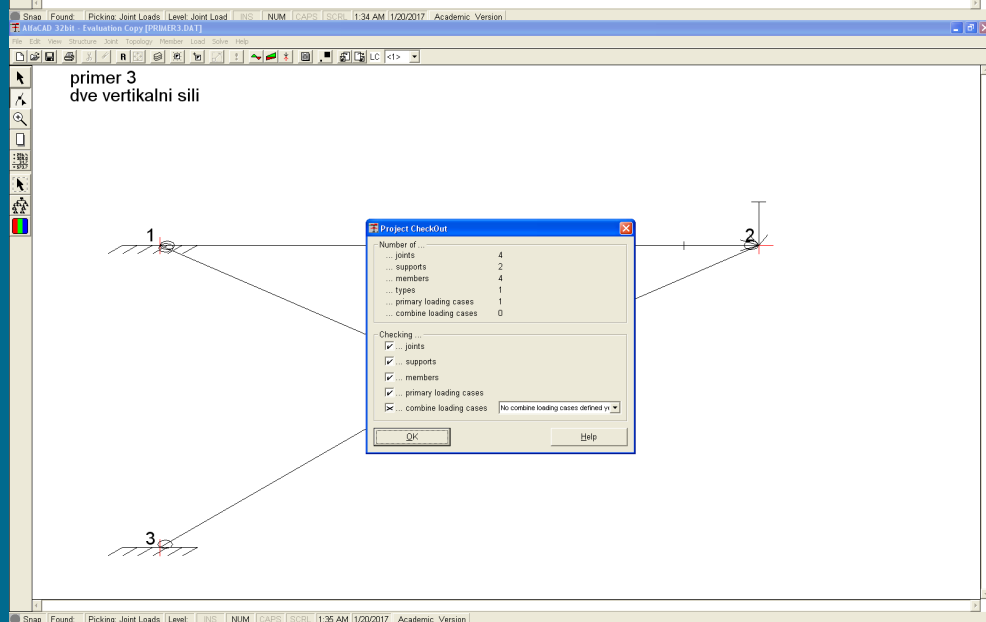 Snap Found: Picking: Joint Loads Level: Joint Load INS NUM CAPS SCRL 1:34 AM 1/20/2017 Academic Version
AlfaCAD 32bit - Evaluation Copy [PRIMER3.DAT]
File Edit View Structure Joint Topology Member Load Solve Help
R LC <1>
primer 3
dve vertikalni sili
1
2
3
Project CheckOut
Number of ...
... joints 4
... supports 2
... members 4
... types 1
... primary loading cases 1
... combine loading cases 0
Checking ...
... joints
... supports
... members
... primary loading cases
... combine loading cases No combine loading cases defined
OK Help
Snap Found: Picking: Joint Loads Level: INS NUM CAPS SCRL 1:35 AM 1/20/2017 Academic Version